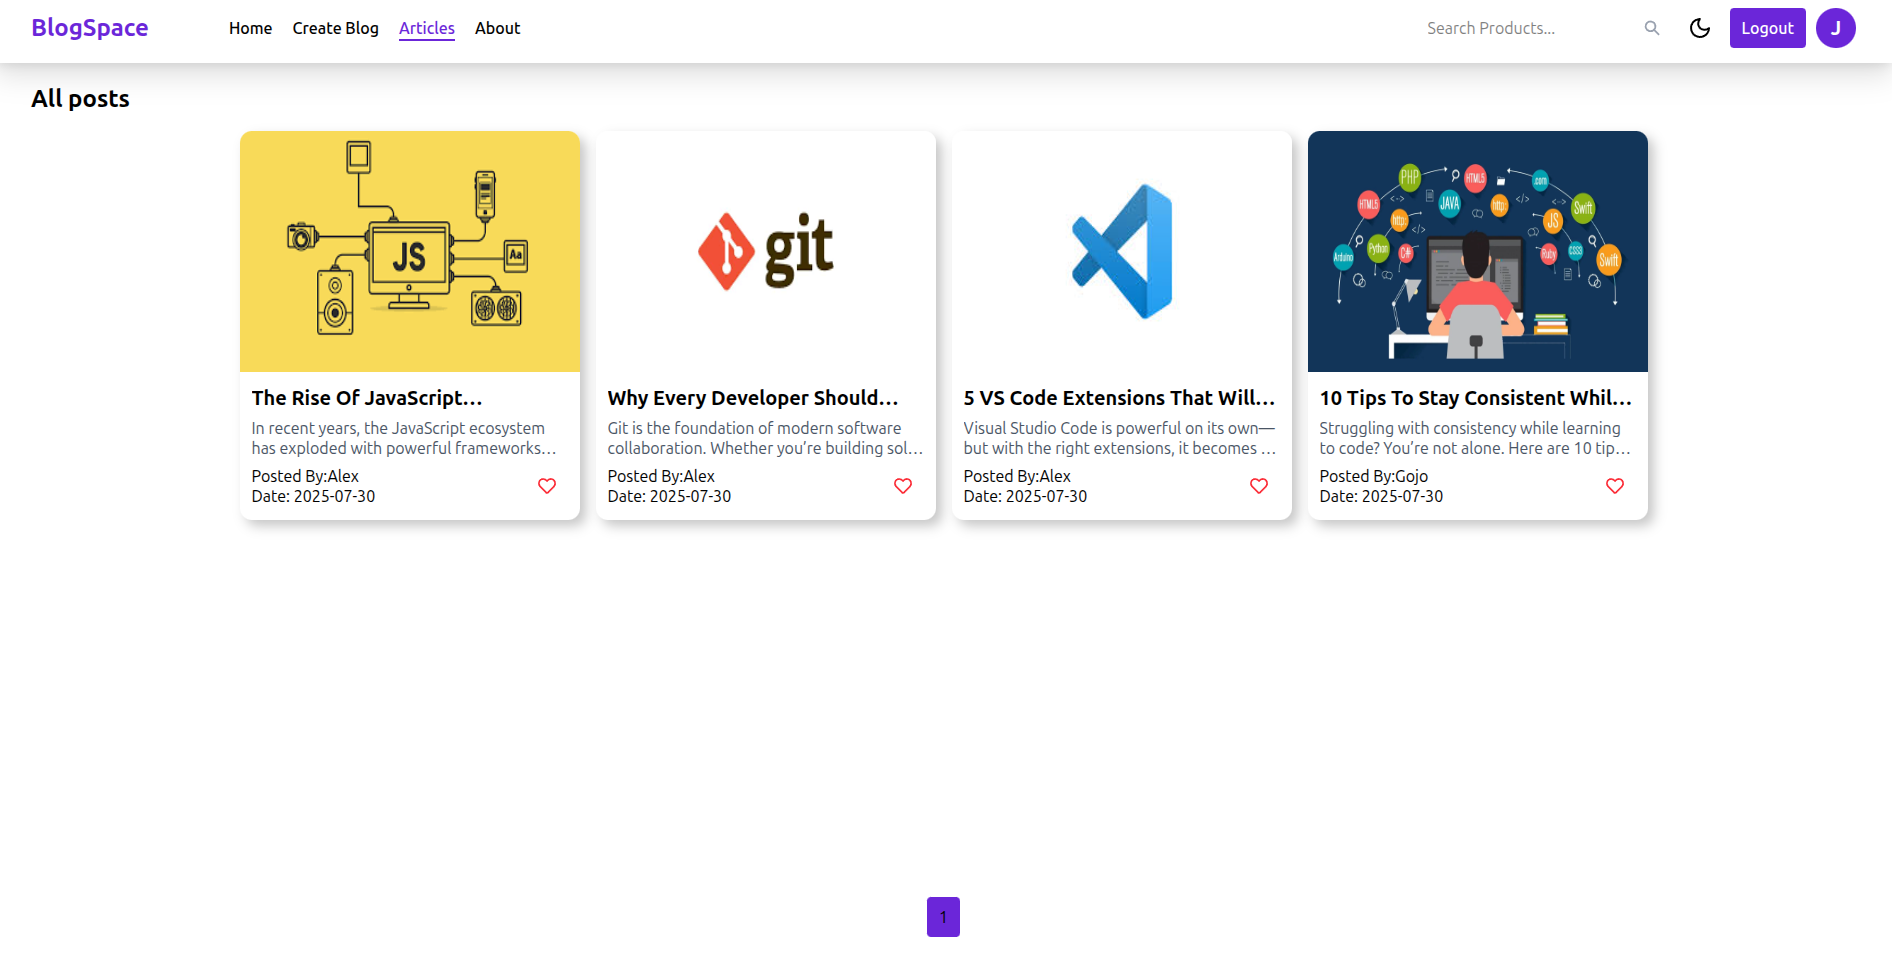 BlogSpace
Home
Create Blog
Articles
About
Search Products...
Logout
J
All posts
JS
Aa
git
PHP
HTML5
.com
HTML5
JAVA
http:
Swift
http:
JS
Python
C#
Ruby
CSS3
Arduino
Swift
The Rise Of JavaScript...
In recent years, the JavaScript ecosystem
has exploded with powerful frameworks...
Posted By:Alex
Date: 2025-07-30
Why Every Developer Should...
Git is the foundation of modern software
collaboration. Whether you’re building sol...
Posted By:Alex
Date: 2025-07-30
5 VS Code Extensions That Will...
Visual Studio Code is powerful on its own—
but with the right extensions, it becomes ...
Posted By:Alex
Date: 2025-07-30
10 Tips To Stay Consistent Whil...
Struggling with consistency while learning
to code? You’re not alone. Here are 10 tip...
Posted By:Gojo
Date: 2025-07-30
1